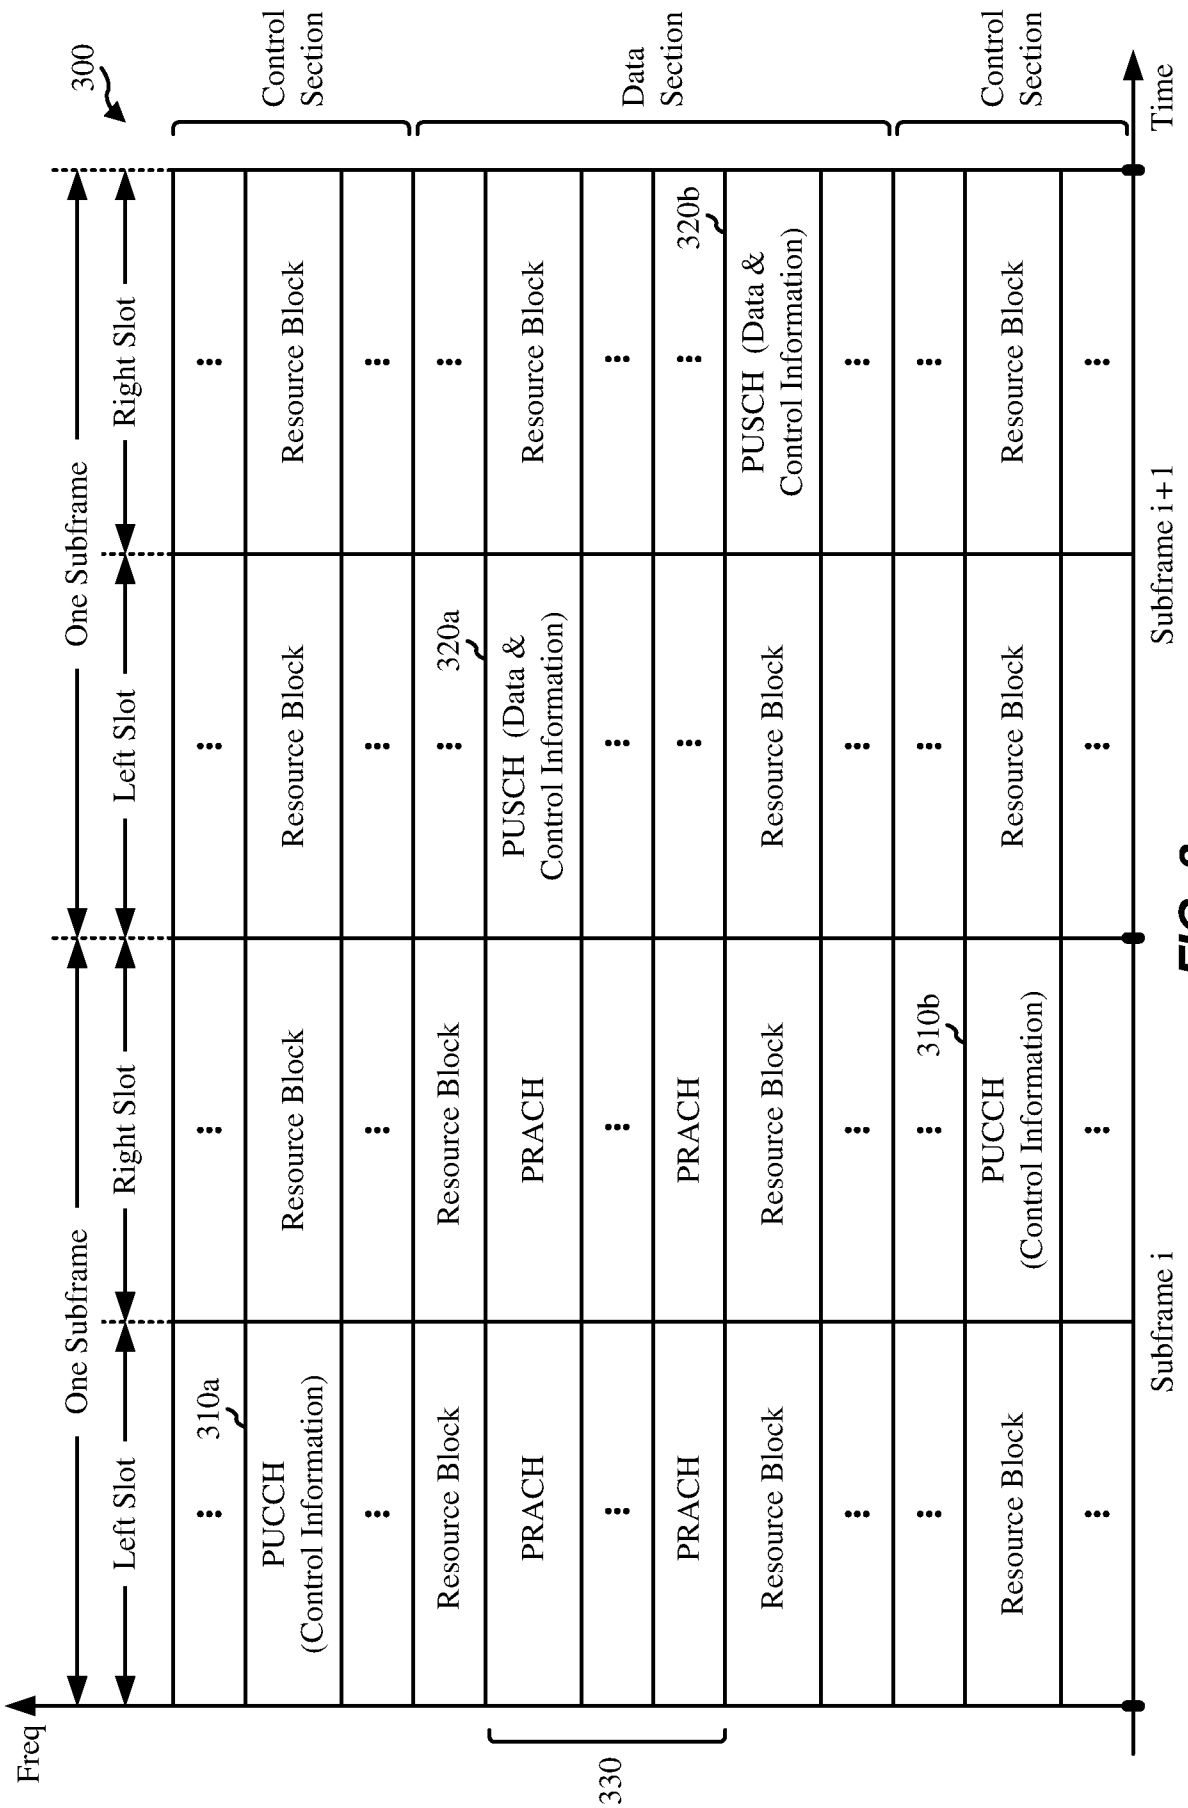 Freq
300
One Subframe
One Subframe
Left Slot
Right Slot
Left Slot
Right Slot
...
310a
...
...
...
PUCCH
(Control Information)
Resource Block
Resource Block
Resource Block
Control
Section
...
...
...
...
Resource Block
Resource Block
...
320a
...
330
PRACH
PRACH
PUSCH (Data &
Control Information)
Resource Block
...
...
...
...
Data
Section
PRACH
PRACH
...
...
320b
Resource Block
Resource Block
Resource Block
PUSCH (Data &
Control Information)
...
...
...
...
...
...
310b
...
...
Resource Block
PUCCH
(Control Information)
Resource Block
Resource Block
Control
Section
...
...
...
...
Subframe i
Subframe i+1
Time
FIG.